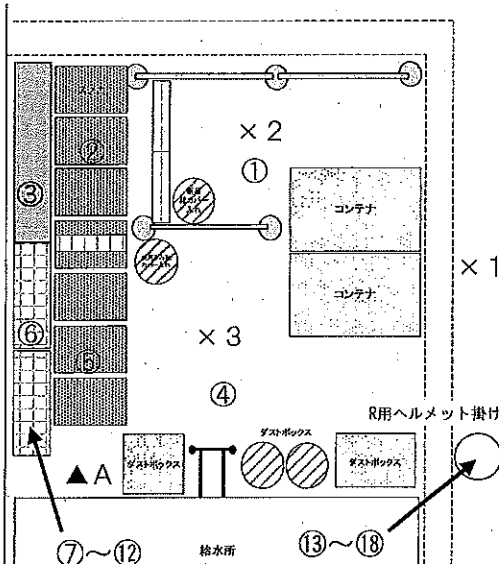 ②
③
× 2
①
コンテナ
コンテナ
× 1
× 3
⑥
⑤
④
R用ヘルメット掛け
ダストボックス
ダストボックス
ダストボックス
▲ A
⑦～⑫
給水所
⑬～⑱